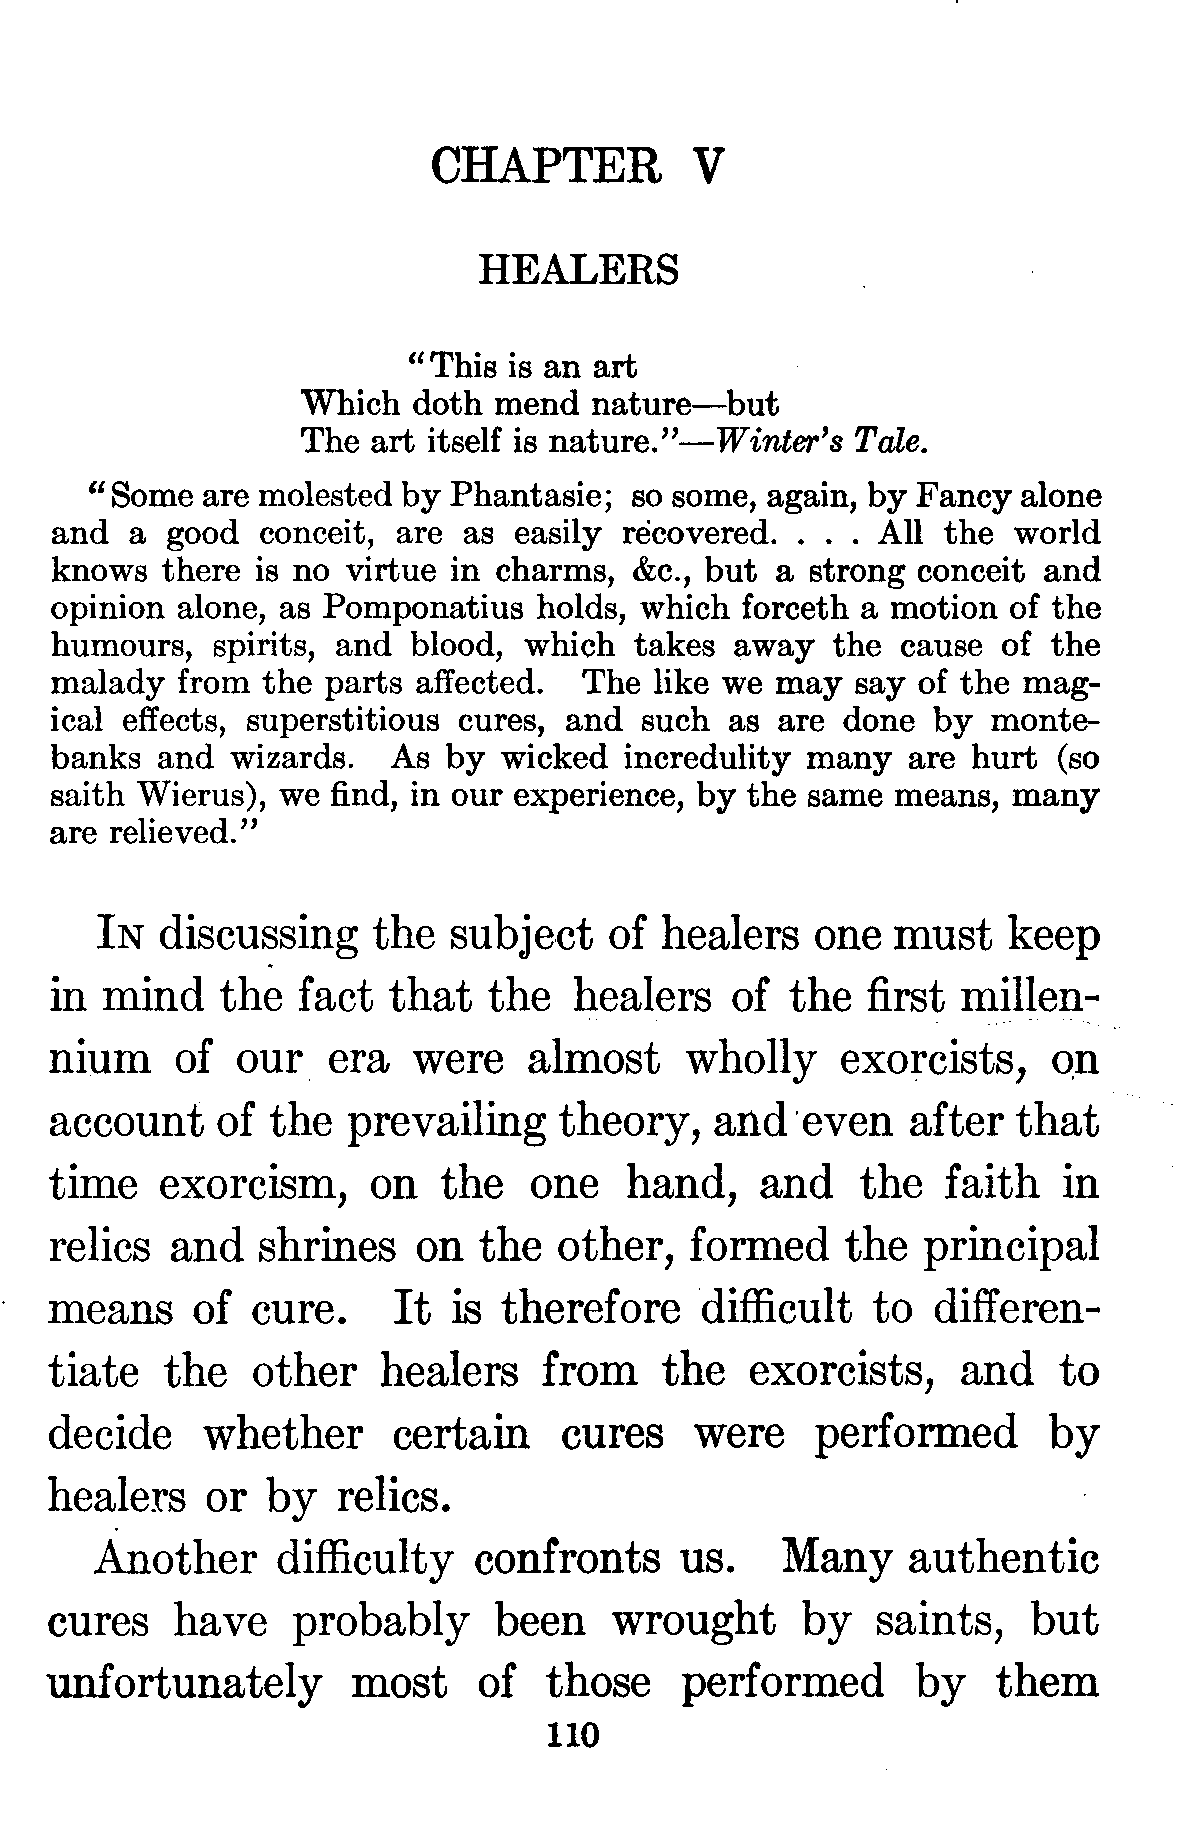 CHAPTER V
HEALERS
"This is an art
Which doth mend nature—but
The art itself is nature."—Winter's Tale.
"Some are molested by Phantasie; so some, again, by Fancy alone
and a good conceit, are as easily recovered. . . . All the world
knows there is no virtue in charms, &c., but a strong conceit and
opinion alone, as Pomponatius holds, which forceth a motion of the
humours, spirits, and blood, which takes away the cause of the
malady from the parts affected. The like we may say of the mag-
ical effects, superstitious cures, and such as are done by monte-
banks and wizards. As by wicked incredulity many are hurt (so
saith Wierus), we find, in our experience, by the same means, many
are relieved."
IN discussing the subject of healers one must keep
in mind the fact that the healers of the first millen-
nium of our era were almost wholly exorcists, on
account of the prevailing theory, and even after that
time exorcism, on the one hand, and the faith in
relics and shrines on the other, formed the principal
means of cure. It is therefore difficult to differen-
tiate the other healers from the exorcists, and to
decide whether certain cures were performed by
healers or by relics.
Another difficulty confronts us. Many authentic
cures have probably been wrought by saints, but
unfortunately most of those performed by them
110